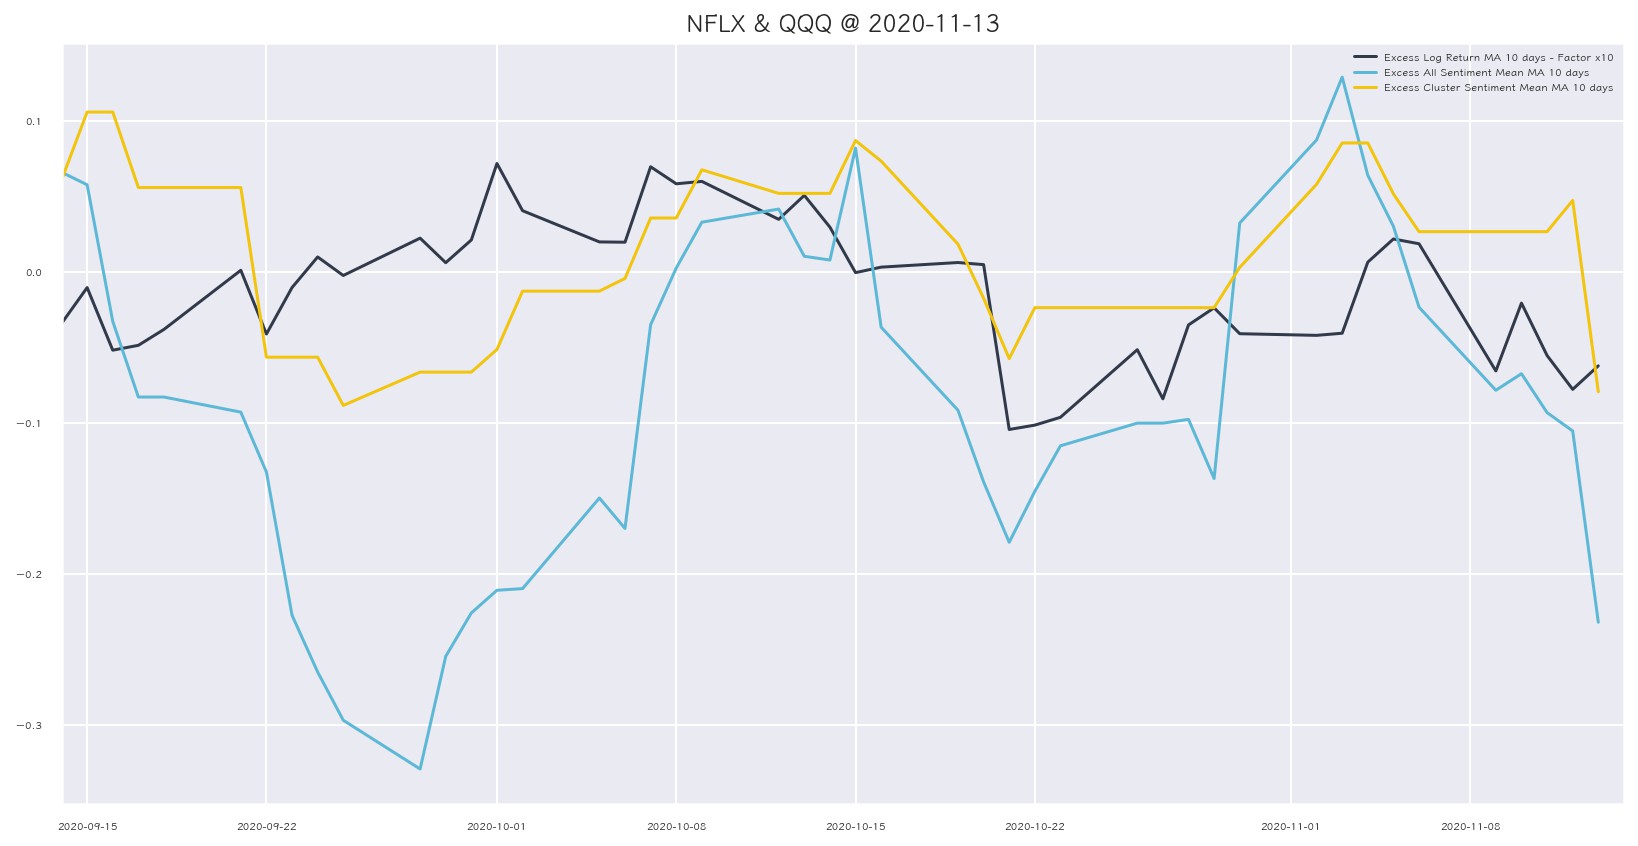 NFLX & QQQ @ 2020-11-13
Excess Log Return MA 10 days - Factor x10
Excess All Sentiment Mean MA 10 days
Excess Cluster Sentiment Mean MA 10 days
0.1
0.0
−0.1
−0.2
−0.3
2020-09-15 2020-09-22 2020-10-01 2020-10-08 2020-10-15 2020-10-22 2020-11-01 2020-11-08